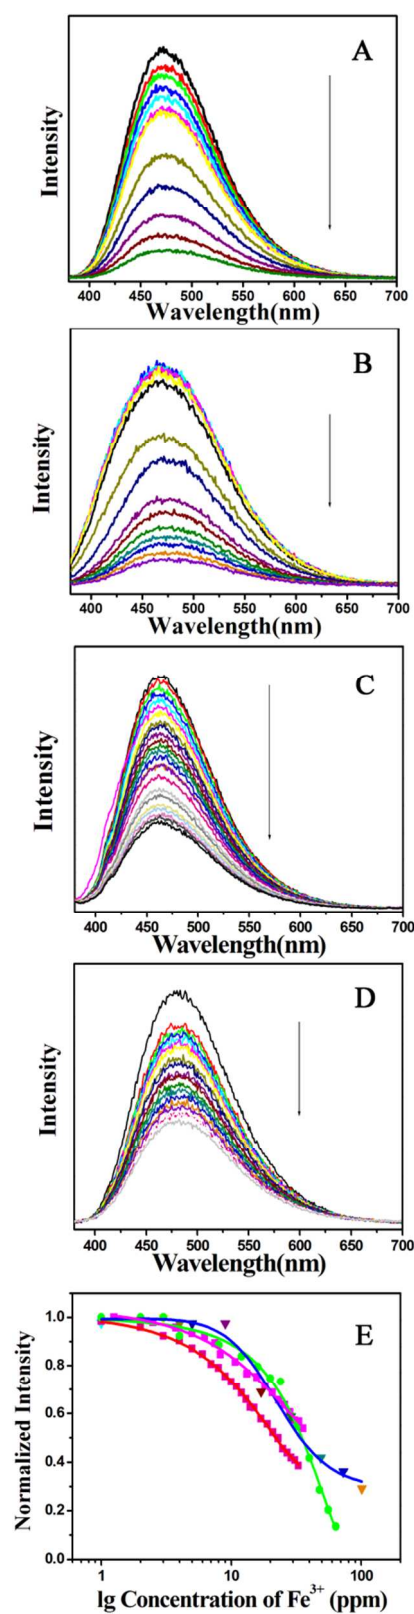 A
Intensity
400 450 500 550 600 650 700
Wavelength(nm)
B
Intensity
400 450 500 550 600 650 700
Wavelength(nm)
C
Intensity
400 450 500 550 600 650 700
Wavelength(nm)
D
Intensity
400 450 500 550 600 650 700
Wavelength(nm)
E
Normalized Intensity
1.0
0.8
0.6
0.4
0.2
0.0
1 10 100
lg Concentration of Fe³⁺ (ppm)